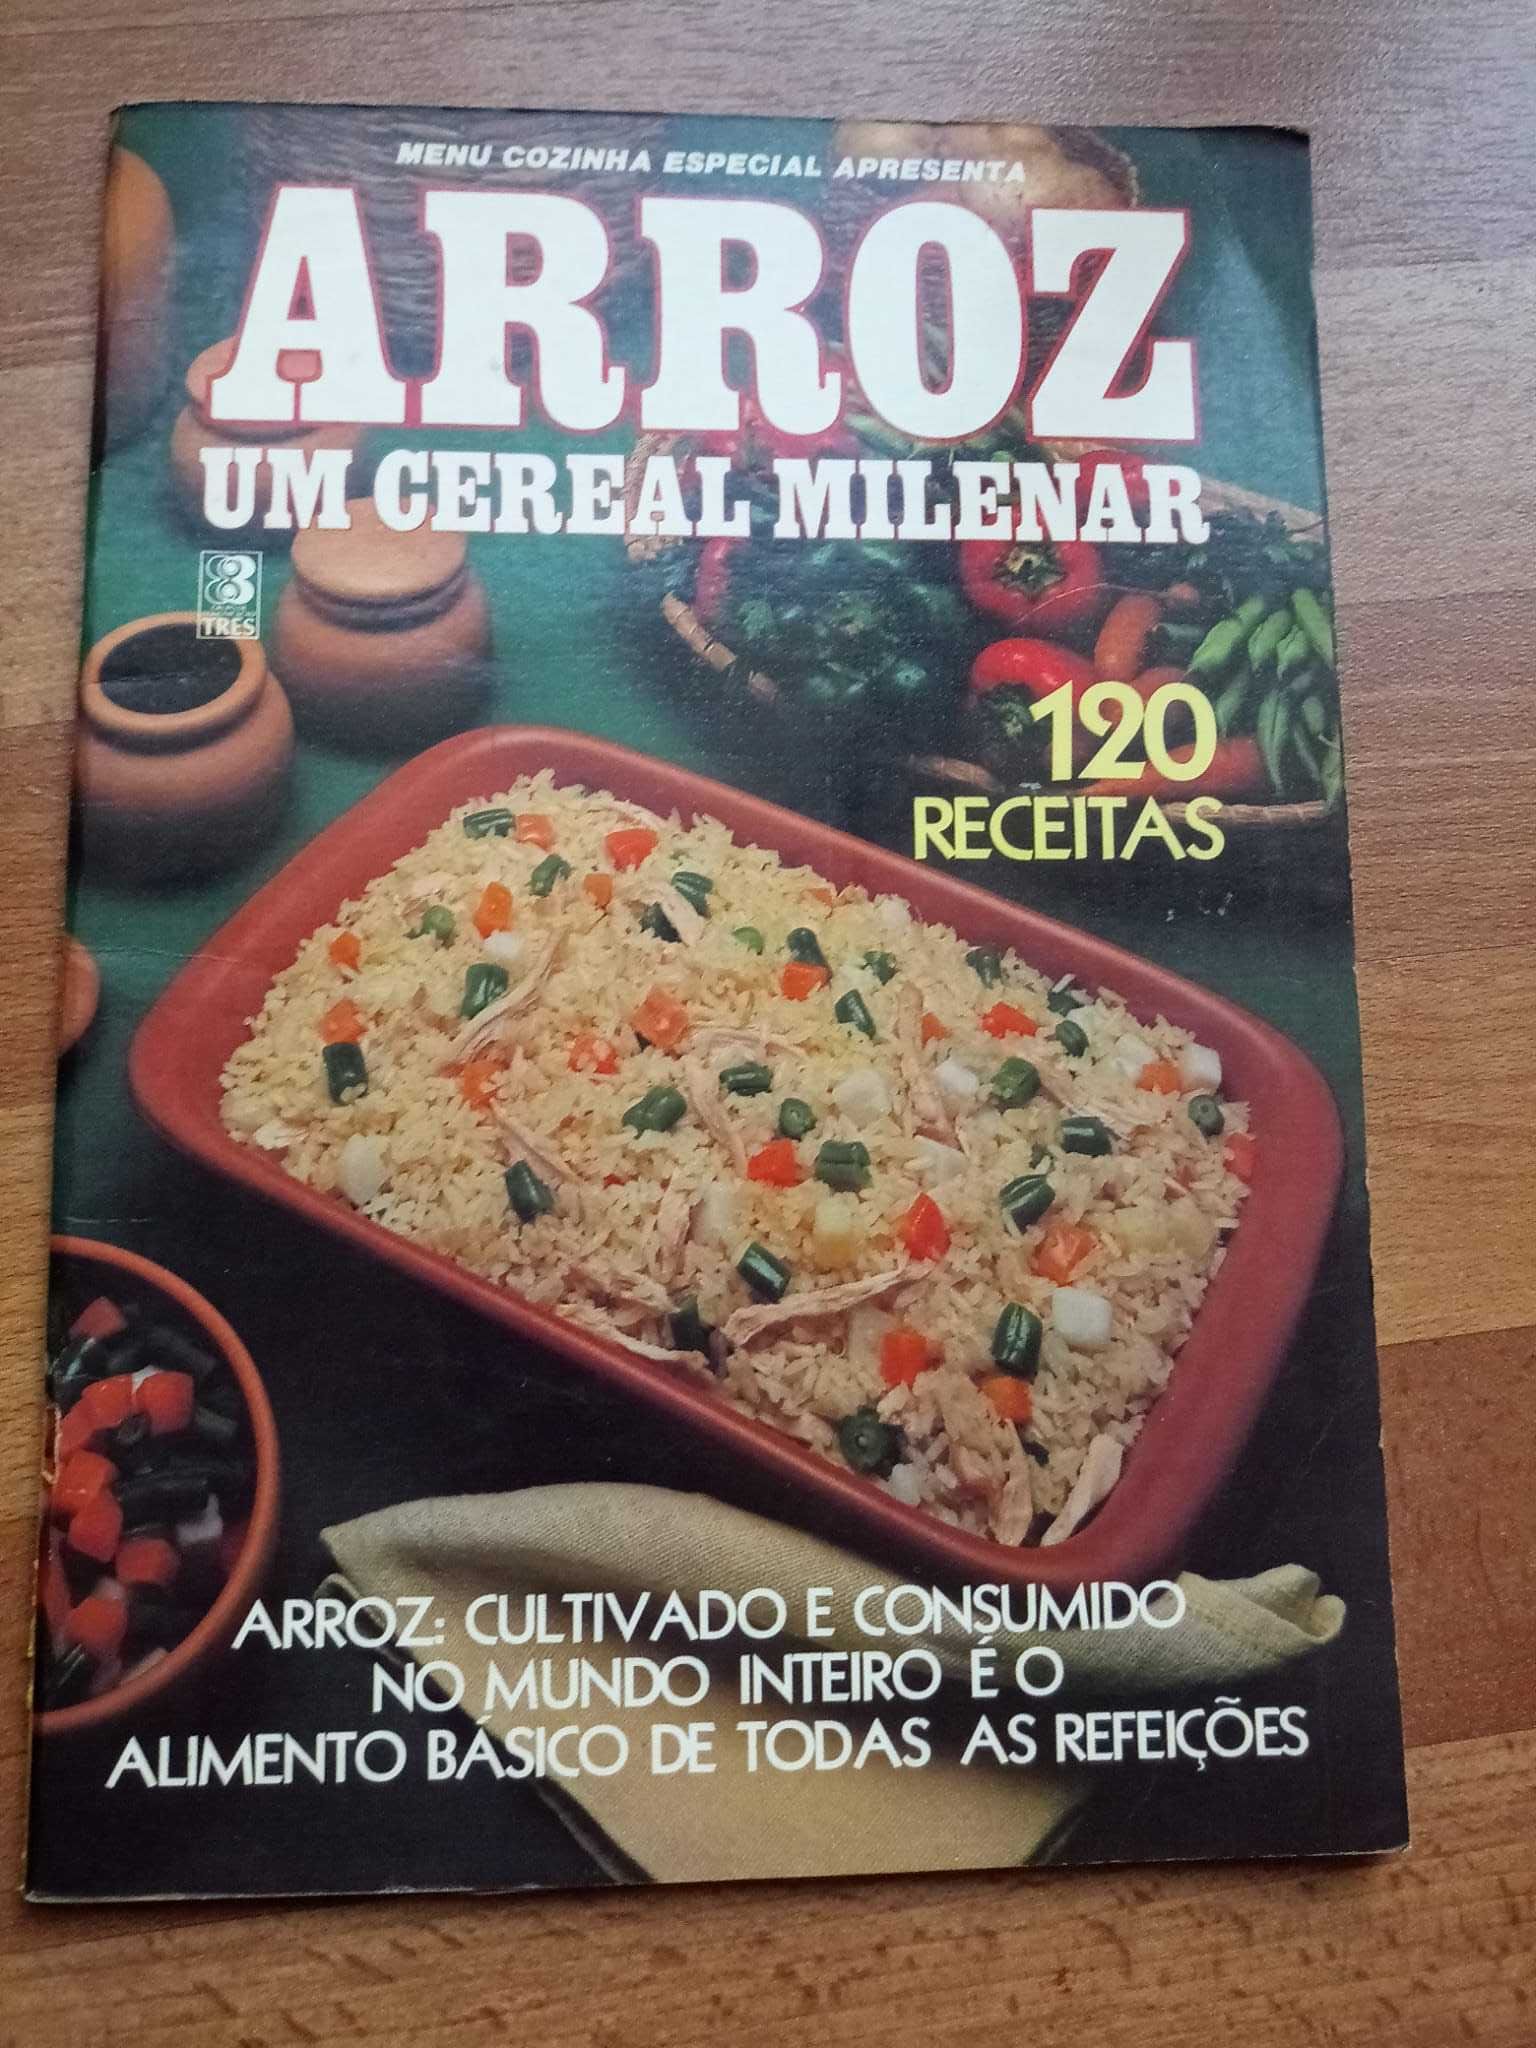 MENU COZINHA ESPECIAL APRESENTA
ARROZ
UM CEREAL MILENAR
TRÊS
120
RECEITAS
ARROZ: CULTIVADO E CONSUMIDO
NO MUNDO INTEIRO É O
ALIMENTO BÁSICO DE TODAS AS REFEIÇÕES